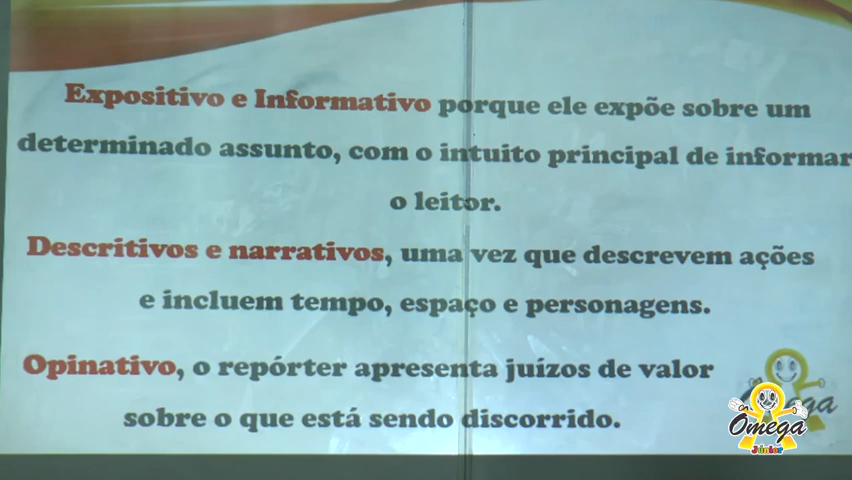 Expositivo e Informativo porque ele expõe sobre um
determinado assunto, com o intuito principal de informar
o leitor.
Descritivos e narrativos, uma vez que descrevem ações
e incluem tempo, espaço e personagens.
Opinativo, o repórter apresenta juízos de valor
sobre o que está sendo discorrido.
Ômega
Júnior